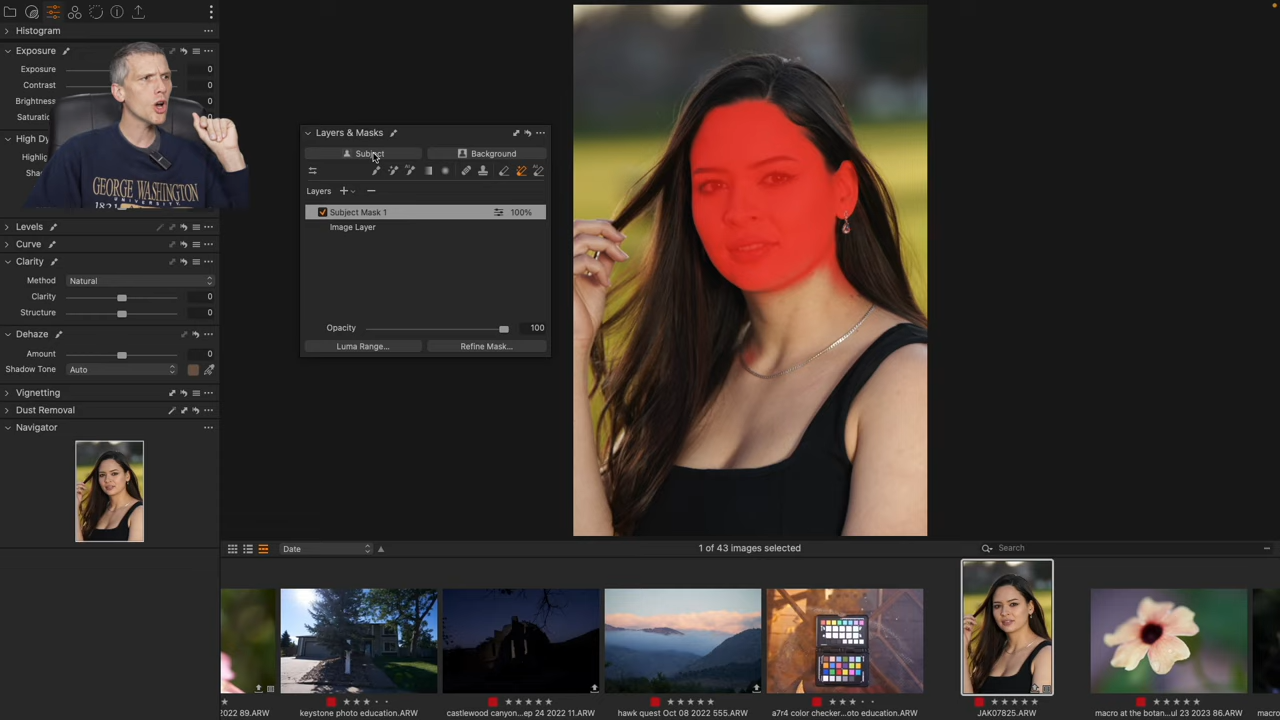 Histogram
Exposure
Exposure 0
Contrast 0
Brightness 0
Saturatio
High Dy
Highlig
Sha
GEORGE WASHINGTON
UNIVERSITY
Levels
Curve
Clarity
Method Natural
Clarity 0
Structure 0
Dehaze
Amount 0
Shadow Tone Auto
Vignetting
Dust Removal
Navigator
Layers & Masks
Subject Background
Layers
Subject Mask 1 100%
Image Layer
Opacity 100
Luma Range... Refine Mask...
Date 1 of 43 images selected Search
2022 89.ARW keystone photo education.ARW castlewood canyon...ep 24 2022 11.ARW hawk quest Oct 08 2022 555.ARW a7r4 color checker...oto education.ARW JAK07825.ARW macro at the bota...ul 23 2023 86.ARW macro